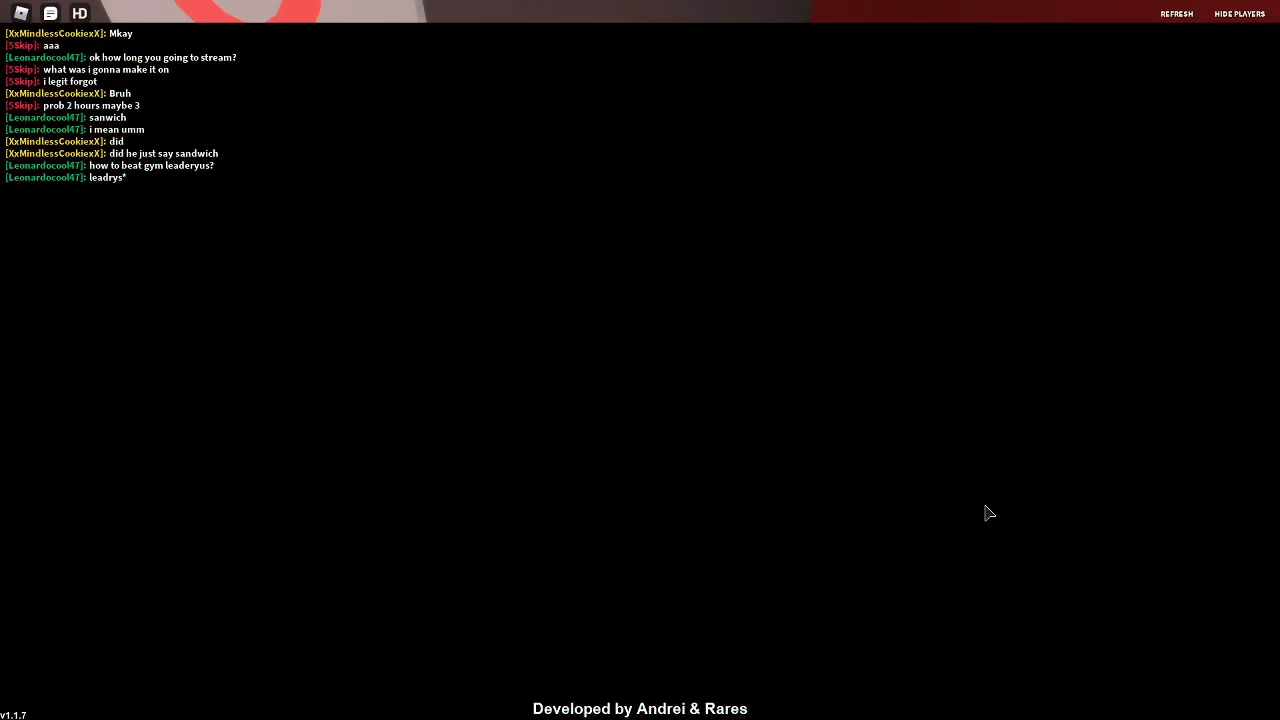 HD
REFRESH
HIDE PLAYERS
[XxMindlessCookiexX]: Mkay
[5Skip]: aaa
[Leonardocool47]: ok how long you going to stream?
[5Skip]: what was i gonna make it on
[5Skip]: i legit forgot
[XxMindlessCookiexX]: Bruh
[5Skip]: prob 2 hours maybe 3
[Leonardocool47]: sanwich
[Leonardocool47]: i mean umm
[XxMindlessCookiexX]: did
[XxMindlessCookiexX]: did he just say sandwich
[Leonardocool47]: how to beat gym leaderyus?
[Leonardocool47]: leadrys*
Developed by Andrei & Rares
v1.1.7